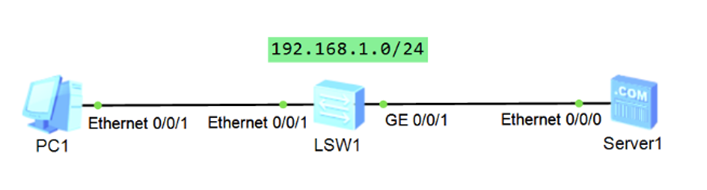 192.168.1.0/24
.COM
Ethernet 0/0/1
Ethernet 0/0/1
GE 0/0/1
Ethernet 0/0/0
PC1
LSW1
Server1